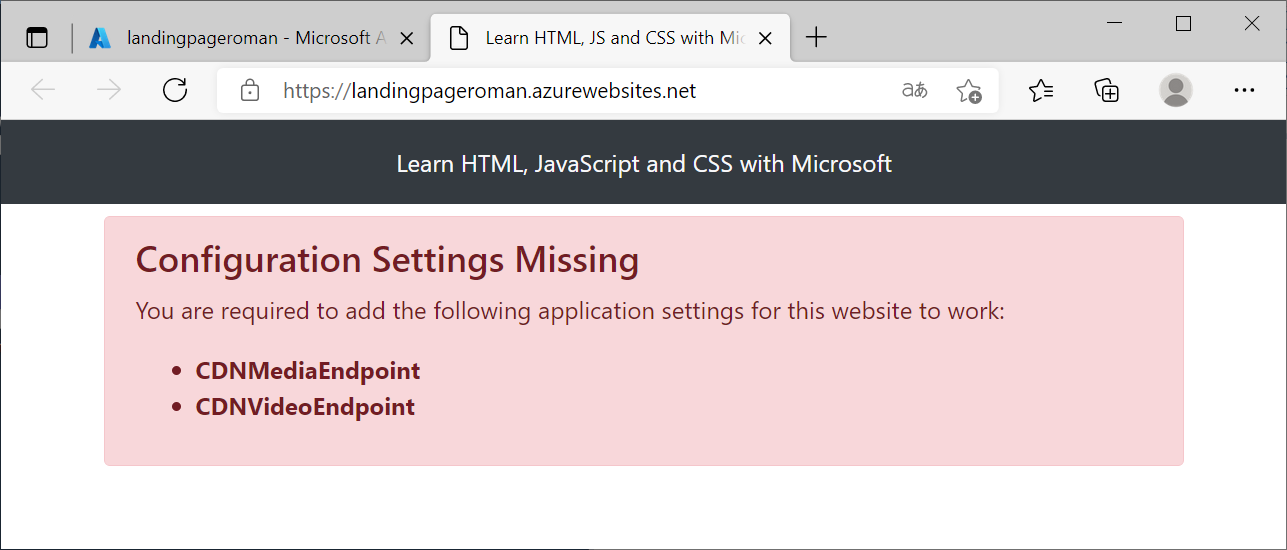 landingpageroman - Microsoft A
Learn HTML, JS and CSS with Mic
https://landingpageroman.azurewebsites.net
aあ
Learn HTML, JavaScript and CSS with Microsoft
Configuration Settings Missing
You are required to add the following application settings for this website to work:
• CDNMediaEndpoint
• CDNVideoEndpoint